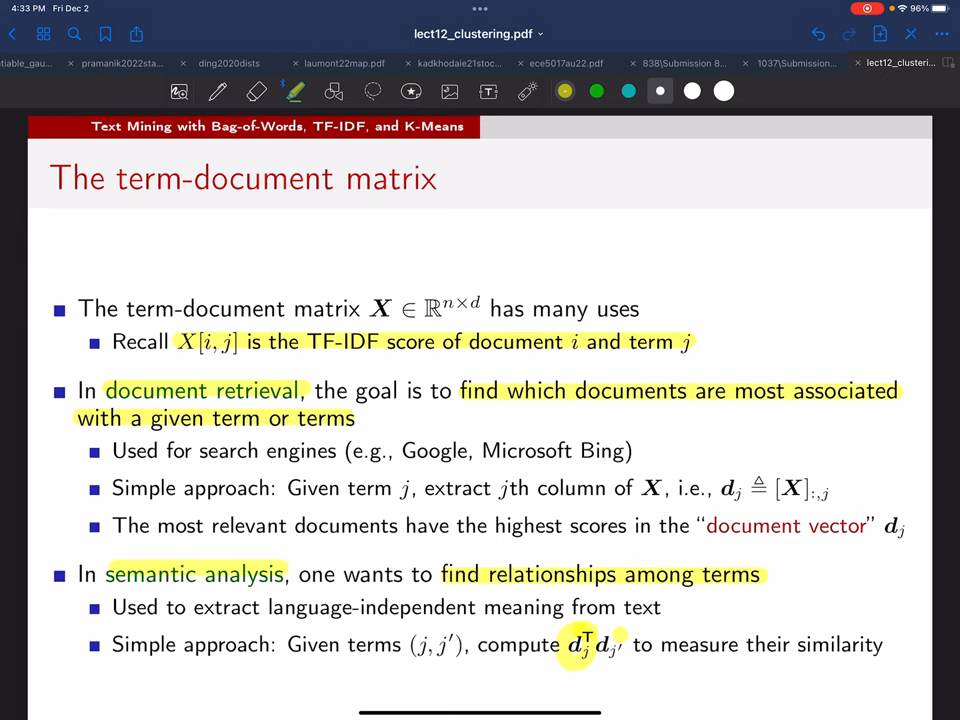 4:33 PM Fri Dec 2
96%
lect12_clustering.pdf
tiable_gau...
pramanik2022sta...
ding2020dists
laumont22map.pdf
kadkhodaie21stoc...
ece5017au22.pdf
838\Submission 8...
1037\Submission...
lect12_clusteri...
Text Mining with Bag-of-Words, TF-IDF, and K-Means
The term-document matrix
The term-document matrix X ∈ ℝⁿˣᵈ has many uses
Recall X[i, j] is the TF-IDF score of document i and term j
In document retrieval, the goal is to find which documents are most associated
with a given term or terms
Used for search engines (e.g., Google, Microsoft Bing)
Simple approach: Given term j, extract jth column of X, i.e., d_j ≜ [X]_{:,j}
The most relevant documents have the highest scores in the “document vector” d_j
In semantic analysis, one wants to find relationships among terms
Used to extract language-independent meaning from text
Simple approach: Given terms (j, j′), compute d_j^T d_{j′} to measure their similarity